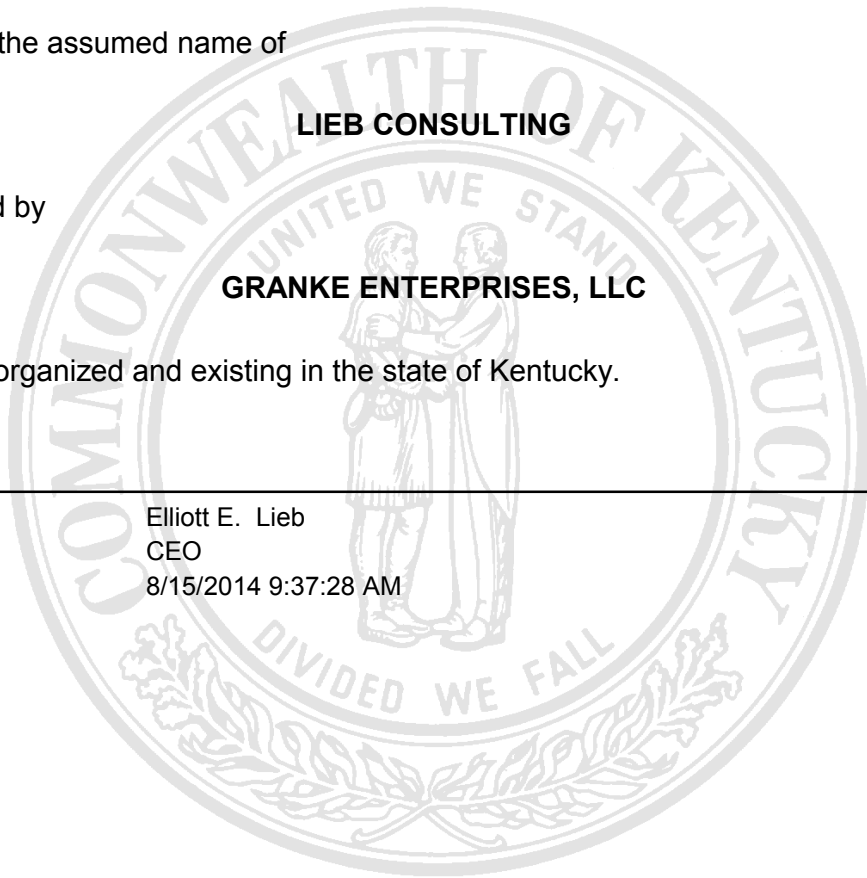 the assumed name of
LIEB CONSULTING
d by
GRANKE ENTERPRISES, LLC
organized and existing in the state of Kentucky.
Elliott E. Lieb
CEO
8/15/2014 9:37:28 AM
COMMONWEALTH OF KENTUCKY
UNITED WE STAND
DIVIDED WE FALL